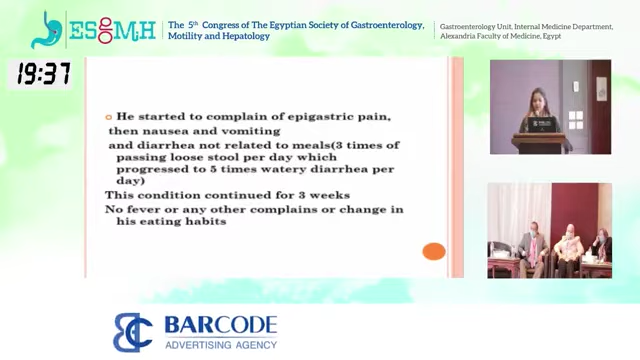 ESGMH
The 5th Congress of The Egyptian Society of Gastroenterology,
Motility and Hepatology
Gastroenterology Unit, Internal Medicine Department,
Alexandria Faculty of Medicine, Egypt
19:37
He started to complain of epigastric pain,
then nausea and vomiting
and diarrhea not related to meals(3 times of
passing loose stool per day which
progressed to 5 times watery diarrhea per
day)
This condition continued for 3 weeks
No fever or any other complains or change in
his eating habits
BC BARCODE
ADVERTISING AGENCY